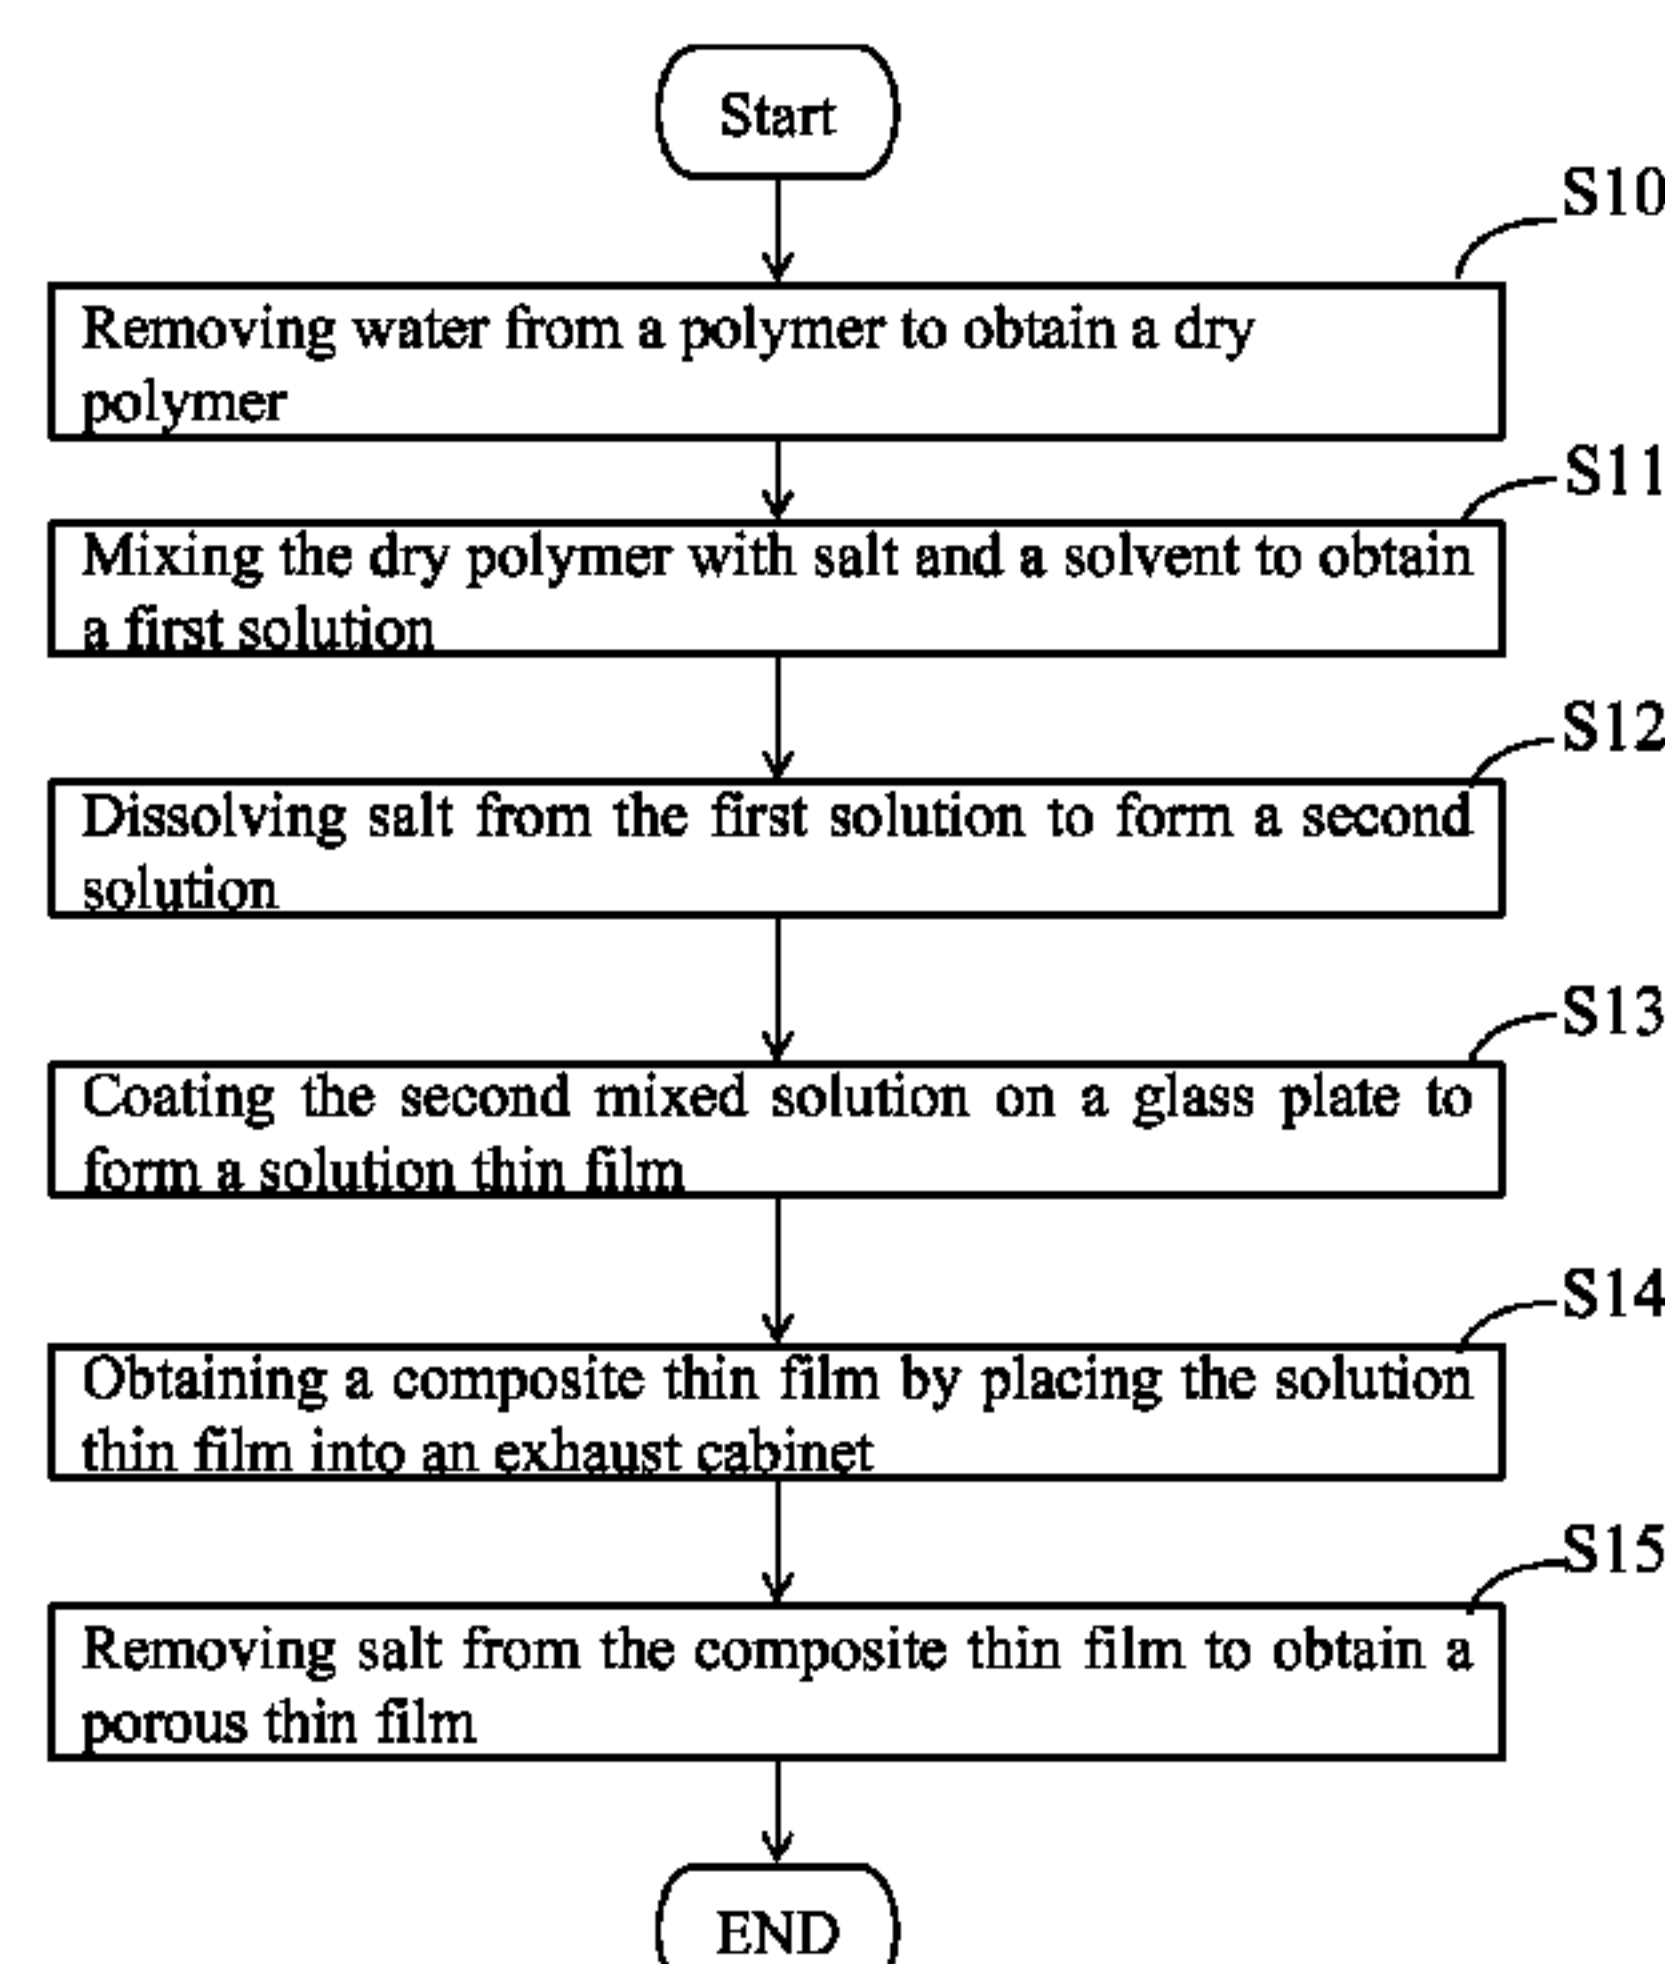 Start
S10
Removing water from a polymer to obtain a dry
polymer
S11
Mixing the dry polymer with salt and a solvent to obtain
a first solution
S12
Dissolving salt from the first solution to form a second
solution
S13
Coating the second mixed solution on a glass plate to
form a solution thin film
S14
Obtaining a composite thin film by placing the solution
thin film into an exhaust cabinet
S15
Removing salt from the composite thin film to obtain a
porous thin film
END